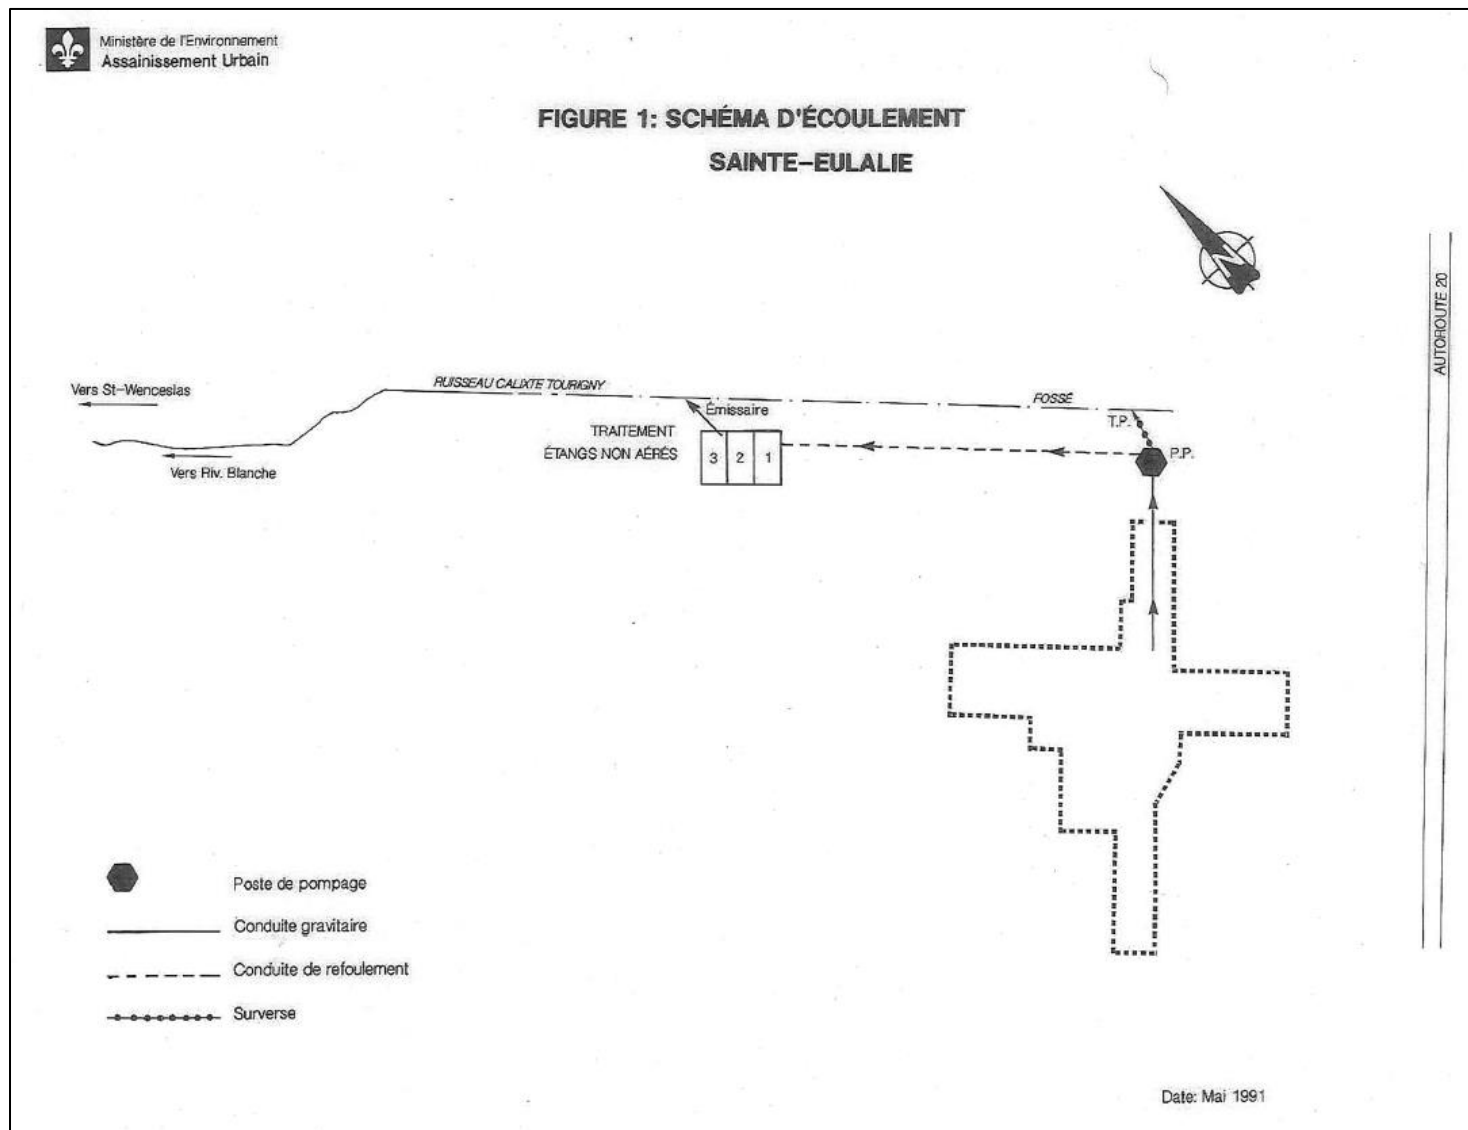 Ministère de l'Environnement
Assainissement Urbain
FIGURE 1: SCHÉMA D'ÉCOULEMENT
SAINTE-EULALIE
N
AUTOROUTE 20
Vers St-Wenceslas
RUISSEAU CALIXTE TOURIGNY
FOSSÉ
Émissaire
T.P.
TRAITEMENT
ÉTANGS NON AÉRÉS
3 2 1
P.P.
Vers Riv. Blanche
Poste de pompage
Conduite gravitaire
Conduite de refoulement
Surverse
Date: Mai 1991